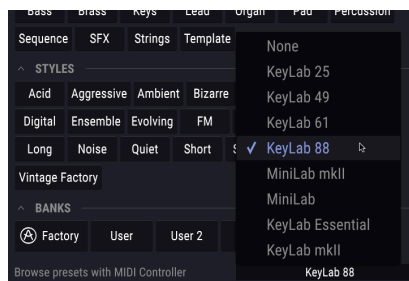 Bass Brass Keys Lead Organ Pad Percussion
Sequence SFX Strings Template
STYLES
Acid Aggressive Ambient Bizarre
Digital Ensemble Evolving FM
Long Noise Quiet Short
Vintage Factory
BANKS
Factory User User 2
Browse presets with MIDI Controller
KeyLab 88
None
KeyLab 25
KeyLab 49
KeyLab 61
✓ KeyLab 88
MiniLab mkII
MiniLab
KeyLab Essential
KeyLab mkII